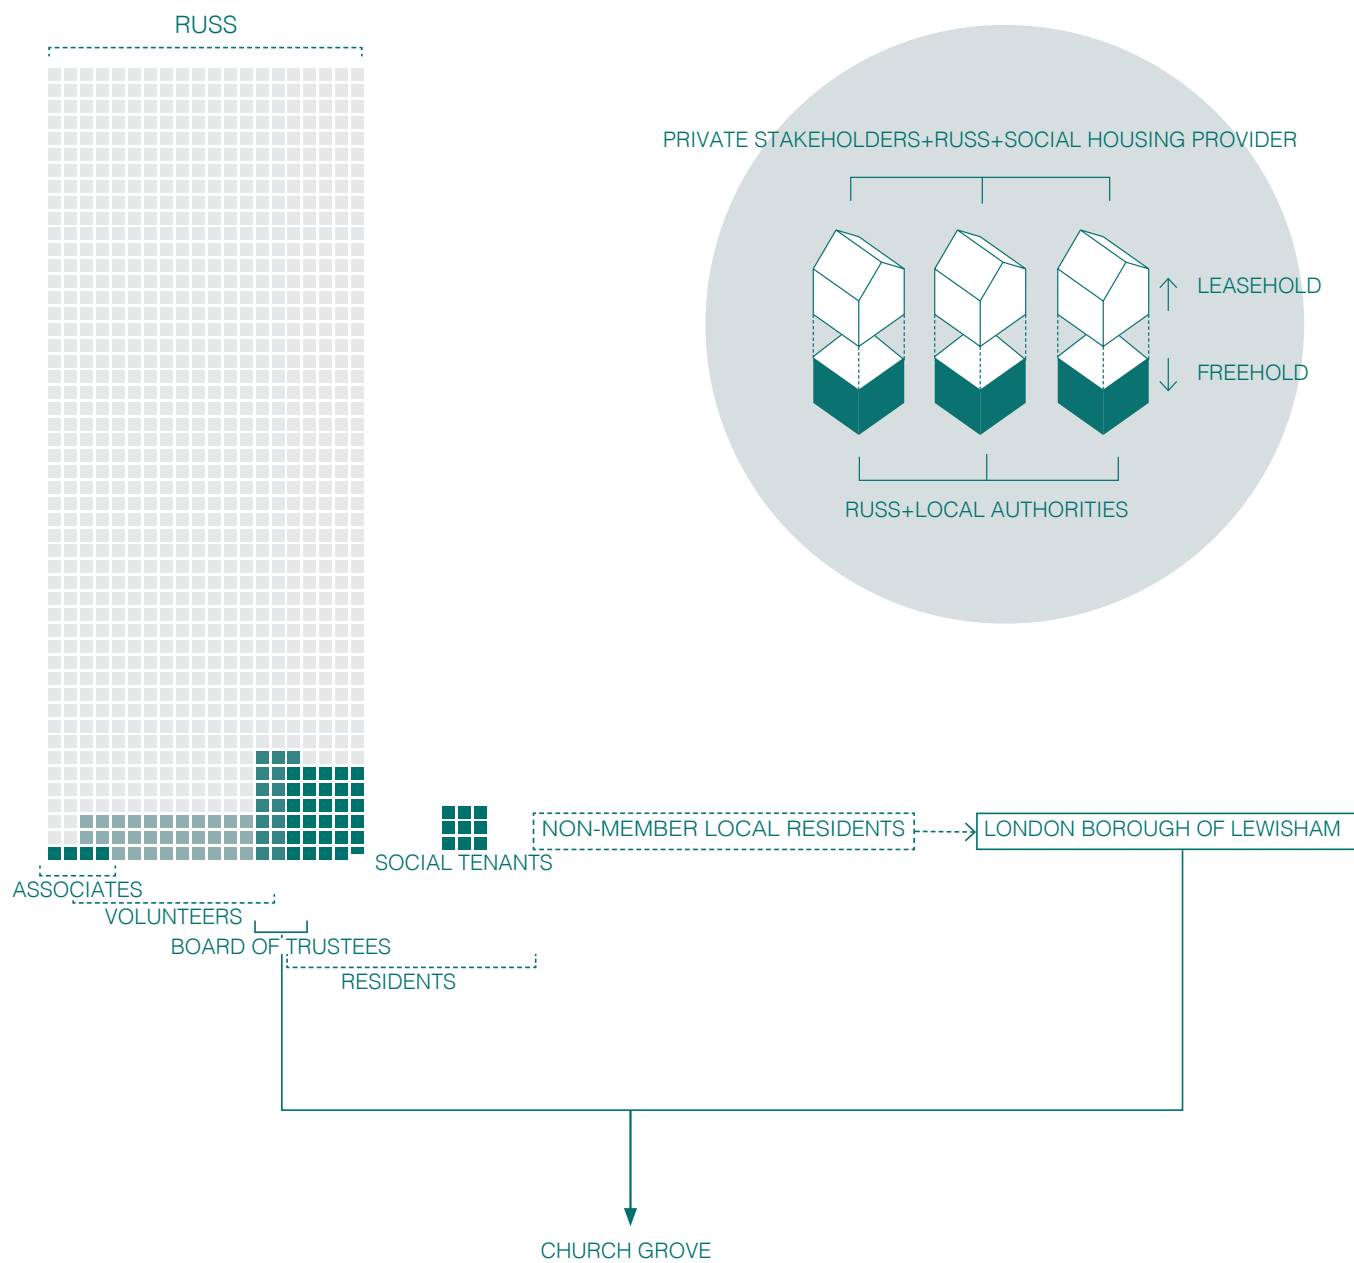 RUSS
PRIVATE STAKEHOLDERS+RUSS+SOCIAL HOUSING PROVIDER
LEASEHOLD
FREEHOLD
RUSS+LOCAL AUTHORITIES
NON-MEMBER LOCAL RESIDENTS
LONDON BOROUGH OF LEWISHAM
SOCIAL TENANTS
ASSOCIATES
VOLUNTEERS
BOARD OF TRUSTEES
RESIDENTS
CHURCH GROVE